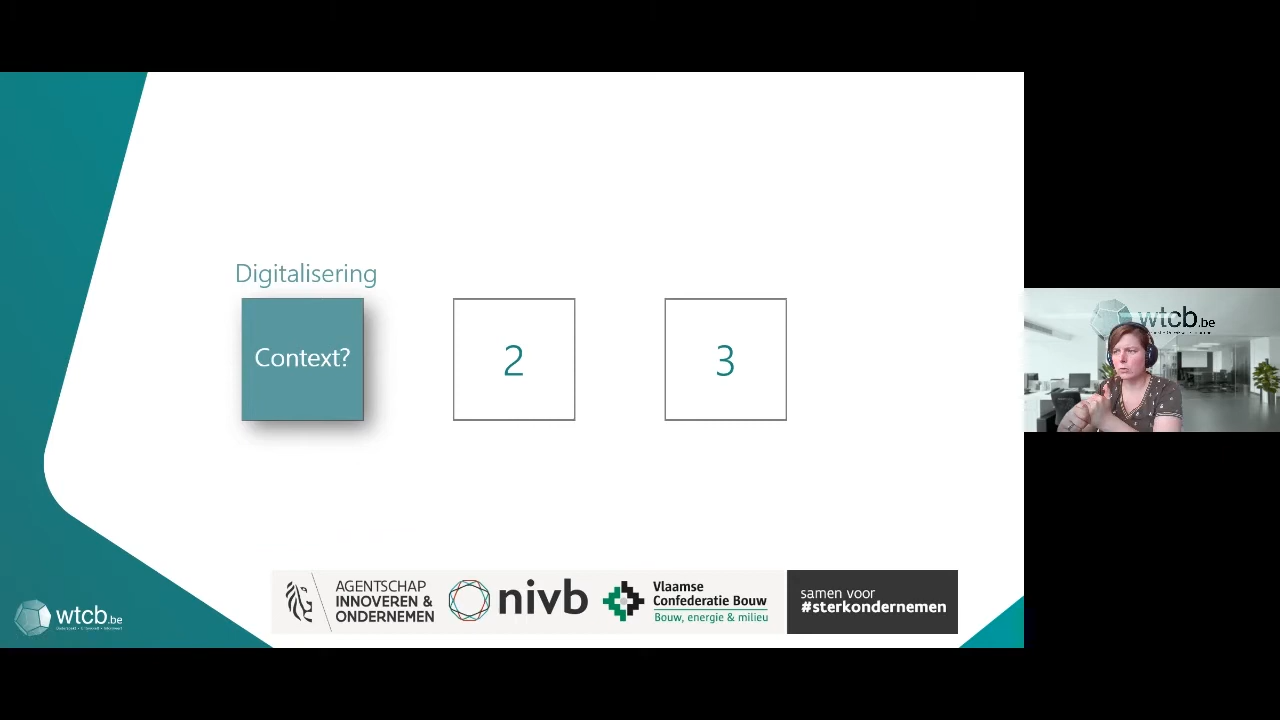 Digitalisering
Context?
2
3
AGENTSCHAP
INNOVEREN &
ONDERNEMEN
nivb
Vlaamse
Confederatie Bouw
Bouw, energie & milieu
samen voor
#sterkondernemen
wtcb.be
wtcb.be